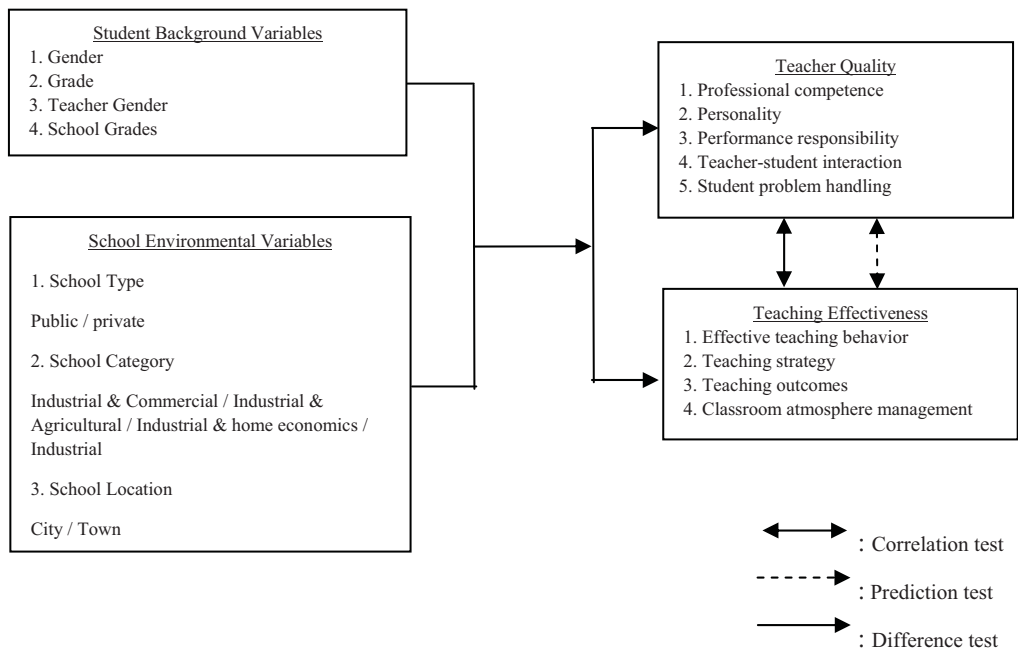 Student Background Variables
1. Gender
2. Grade
3. Teacher Gender
4. School Grades
School Environmental Variables
1. School Type
Public / private
2. School Category
Industrial & Commercial / Industrial &
Agricultural / Industrial & home economics /
Industrial
3. School Location
City / Town
Teacher Quality
1. Professional competence
2. Personality
3. Performance responsibility
4. Teacher-student interaction
5. Student problem handling
Teaching Effectiveness
1. Effective teaching behavior
2. Teaching strategy
3. Teaching outcomes
4. Classroom atmosphere management
: Correlation test
: Prediction test
: Difference test